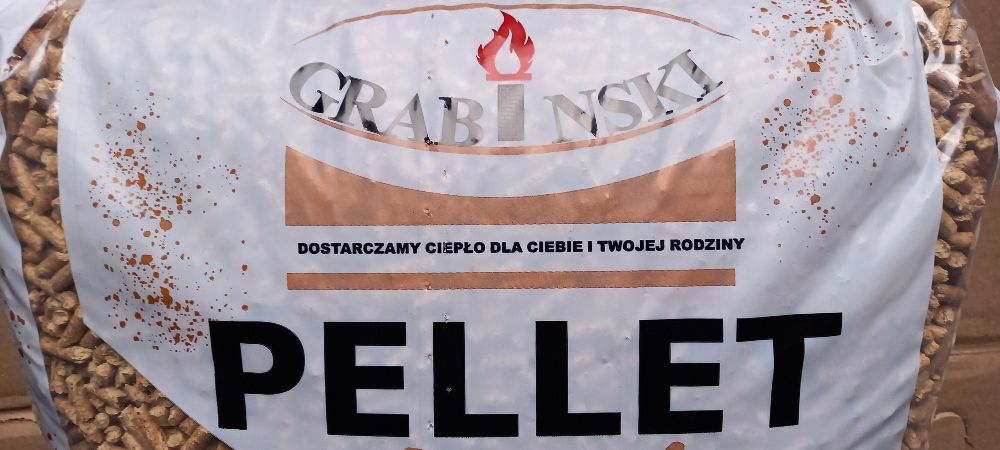 GRABINSKI
DOSTARCZAMY CIEPŁO DLA CIEBIE I TWOJEJ RODZINY
PELLET